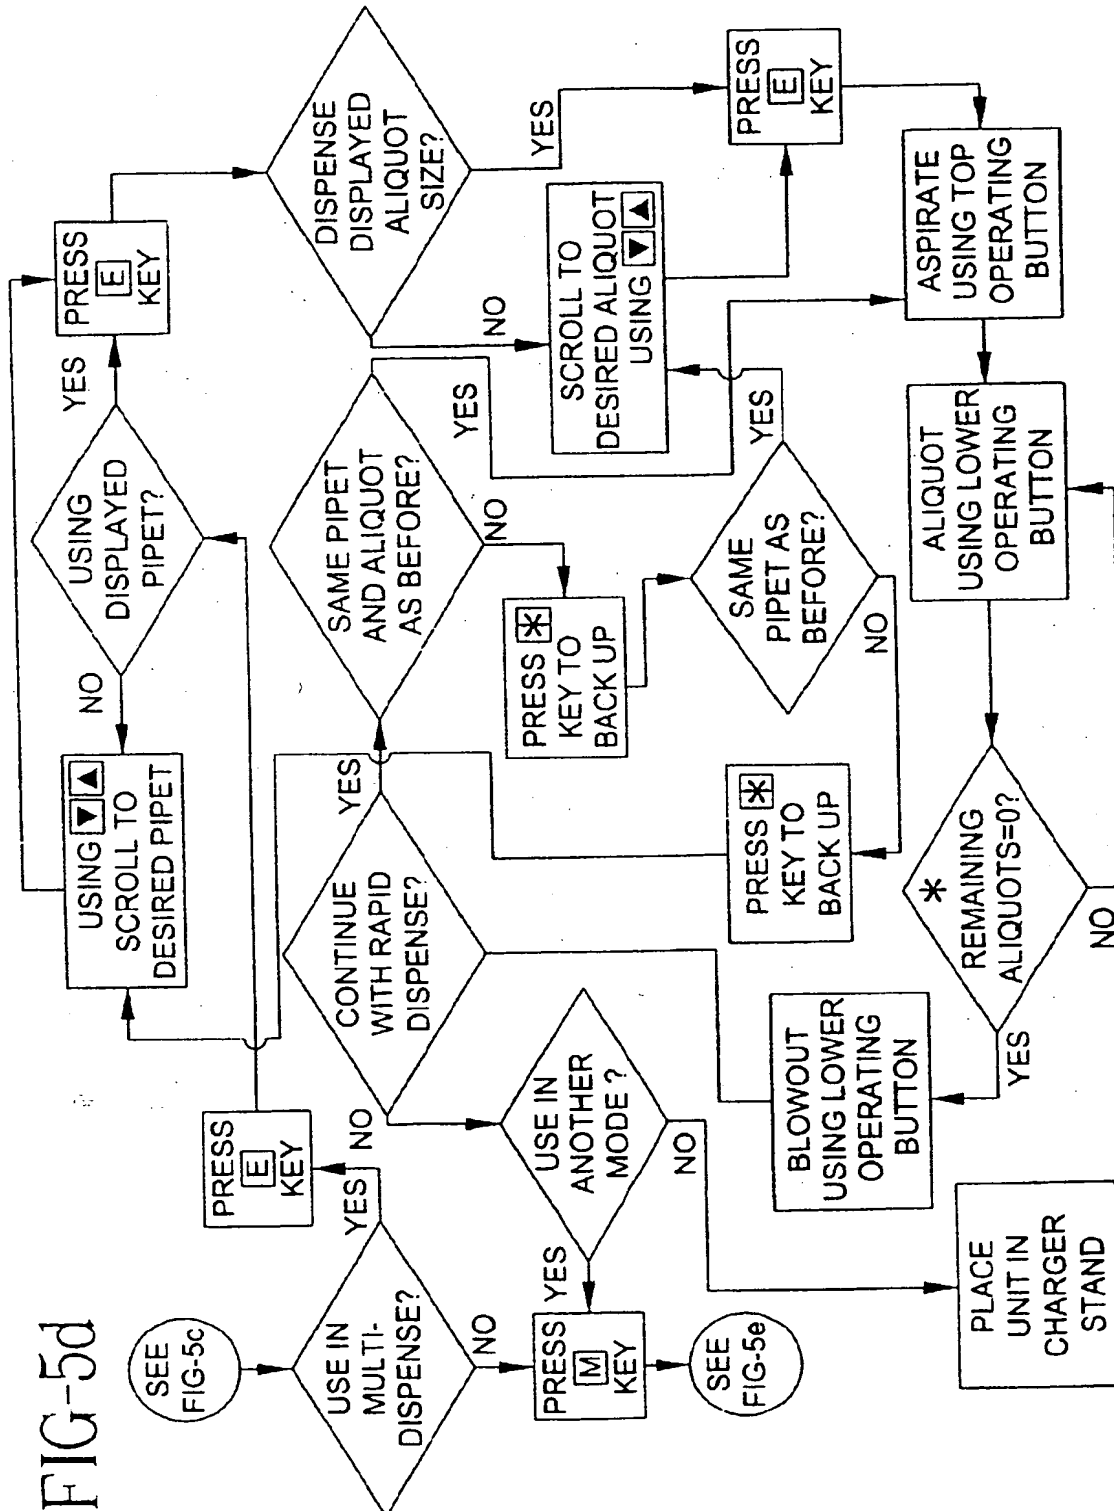 FIG-5d
SEE
FIG-5c
USE IN
MULTI-
DISPENSE?
YES
NO
PRESS
E
KEY
PRESS
M
KEY
SEE
FIG-5e
USING ▼▲
SCROLL TO
DESIRED PIPET
NO
USING
DISPLAYED
PIPET?
YES
PRESS
E
KEY
CONTINUE
WITH RAPID
DISPENSE?
NO
YES
USE IN
ANOTHER
MODE ?
YES
NO
SAME PIPET
AND ALIQUOT
AS BEFORE?
YES
NO
DISPENSE
DISPLAYED
ALIQUOT
SIZE?
NO
YES
PRESS *
KEY TO
BACK UP
SCROLL TO
DESIRED ALIQUOT
USING ▼▲
SAME
PIPET AS
BEFORE?
YES
NO
PRESS *
KEY TO
BACK UP
PRESS
E
KEY
PLACE
UNIT IN
CHARGER
STAND
BLOWOUT
USING LOWER
OPERATING
BUTTON
YES
*
REMAINING
ALIQUOTS=0?
NO
ALIQUOT
USING LOWER
OPERATING
BUTTON
ASPIRATE
USING TOP
OPERATING
BUTTON